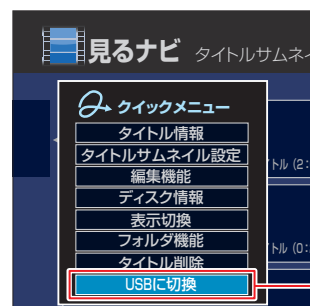 見るナビ タイトルサムネイ
クイックメニュー
タイトル情報
タイトルサムネイル設定
編集機能
ディスク情報
表示切換
フォルダ機能
タイトル削除
USBに切換
トル (2:
トル (0: